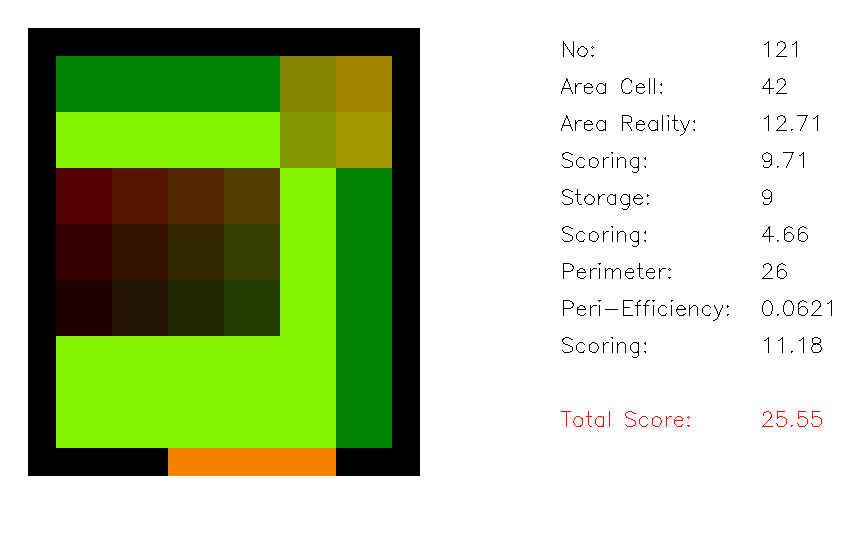 No: 121
Area Cell: 42
Area Reality: 12.71
Scoring: 9.71
Storage: 9
Scoring: 4.66
Perimeter: 26
Peri-Efficiency: 0.0621
Scoring: 11.18
Total Score: 25.55